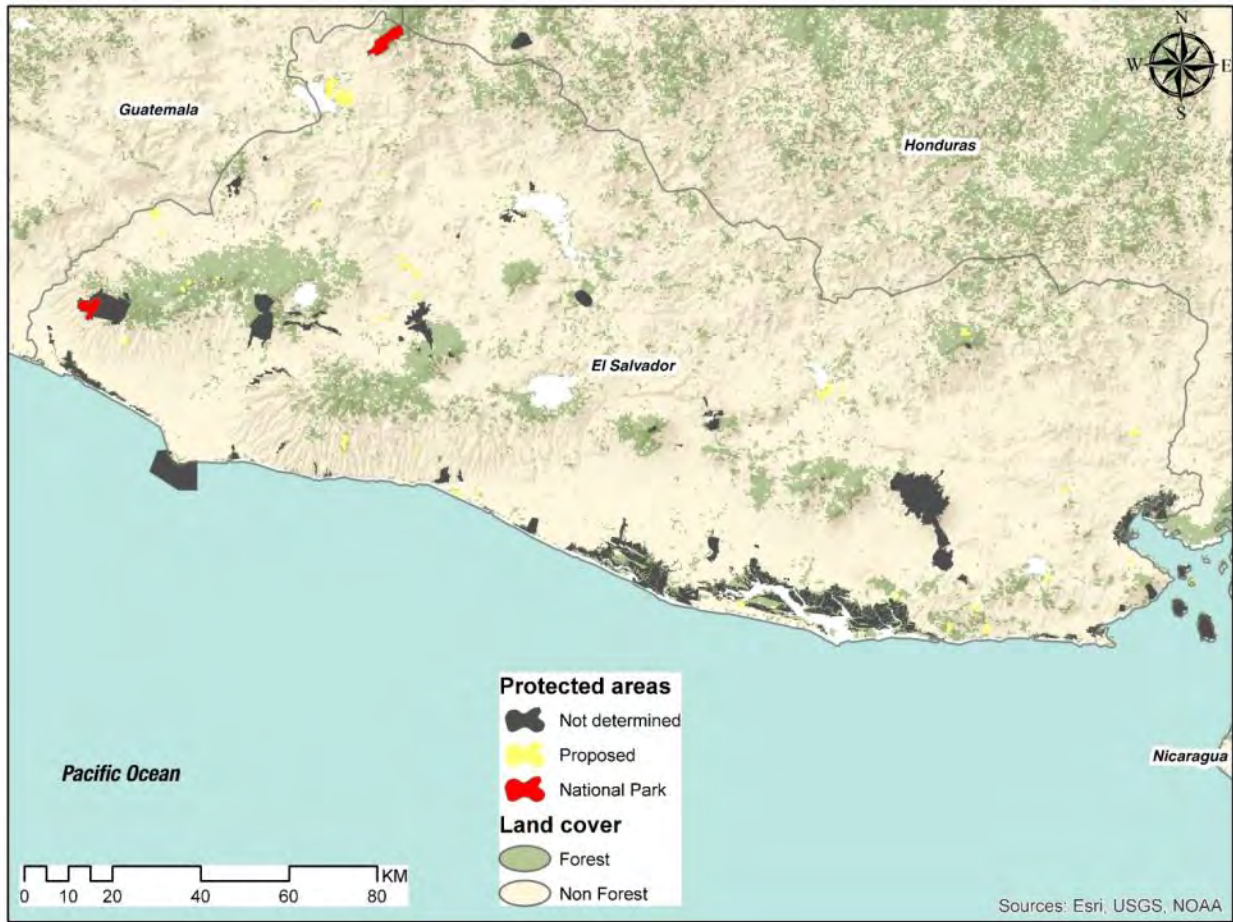 N
W E
S
Guatemala
Honduras
El Salvador
Nicaragua
Pacific Ocean
Protected areas
Not determined
Proposed
National Park
Land cover
Forest
Non Forest
KM
0 10 20 40 60 80
Sources: Esri, USGS, NOAA